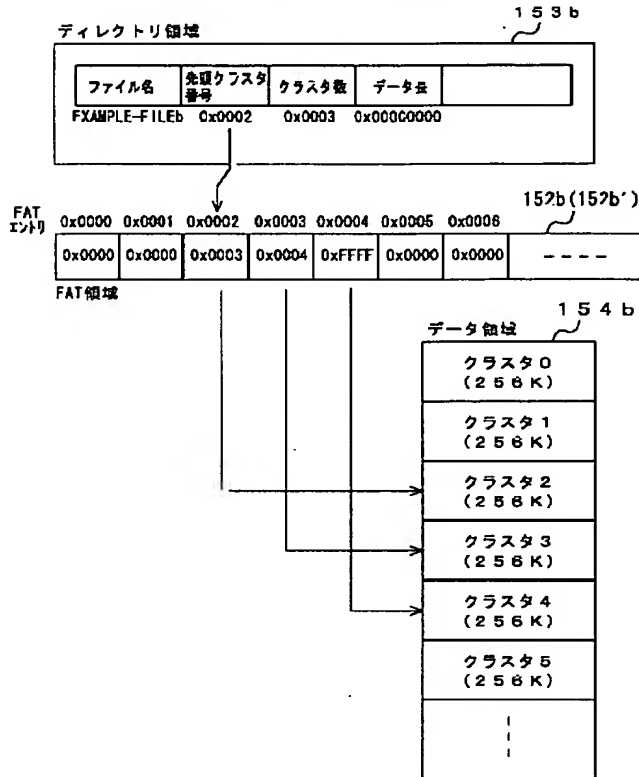 153b
ディレクトリ領域
ファイル名 先頭クラスタ クラスタ数 データ長
番号
FXAMPLE-FILEb 0x0002 0x0003 0x00000000
152b(152b')
FAT
エントリ
0x0000 0x0001 0x0002 0x0003 0x0004 0x0005 0x0006
0x0000 0x0000 0x0003 0x0004 0xFFFF 0x0000 0x0000
FAT領域
154b
データ領域
クラスタ0
(256K)
クラスタ1
(256K)
クラスタ2
(256K)
クラスタ3
(256K)
クラスタ4
(256K)
クラスタ5
(256K)